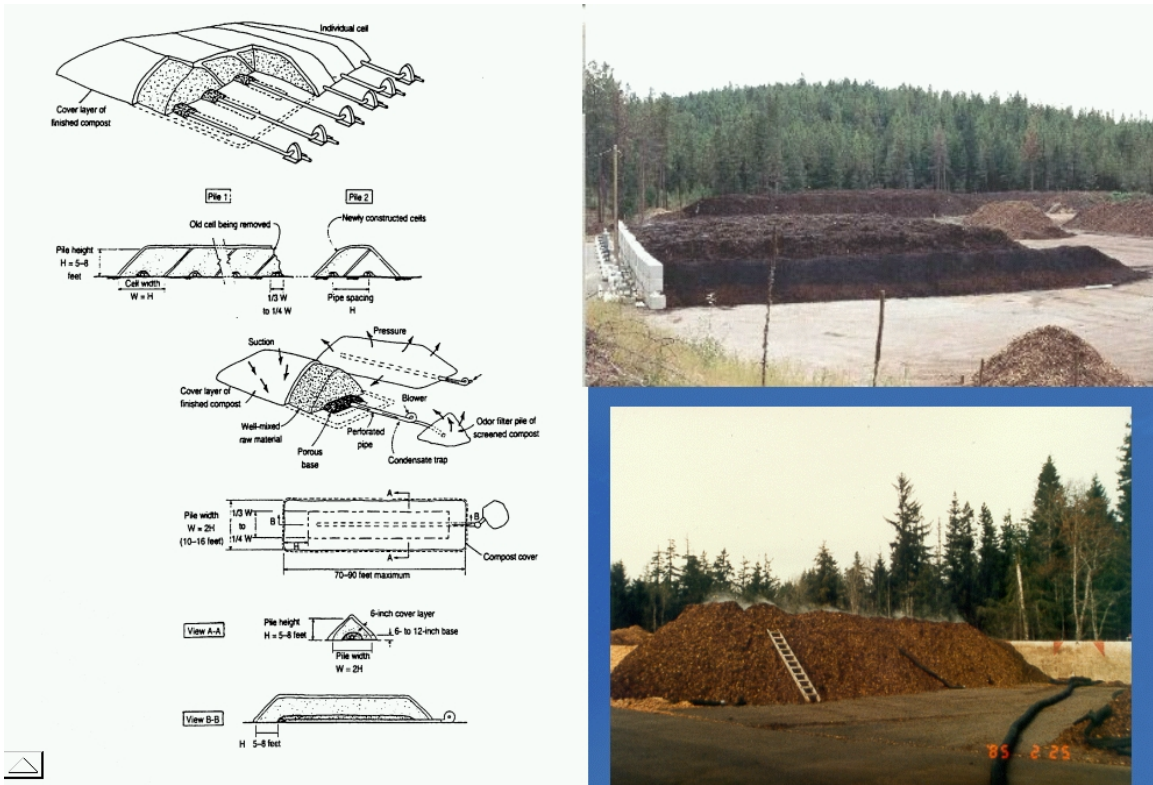 Individual cell
Cover layer of
finished compost
Pile 1
Pile 2
Old cell being removed
Newly constructed cells
Pile height
H = 5–8
feet
Cell width
W = H
1/3 W
to 1/4 W
Pipe spacing
H
Pressure
Suction
Cover layer of
finished compost
Blower
Well-mixed
raw material
Porous
base
Perforated
pipe
Condensate trap
Odor filter pile of
screened compost
A
Pile width
W = 2H
(10–16 feet)
1/3 W
to
1/4 W
B
B
H
A
Compost cover
70–90 feet maximum
View A-A
Pile height
H = 5–8 feet
6-inch cover layer
6- to 12-inch base
Pile width
W = 2H
View B-B
H 5–8 feet
85 2 25